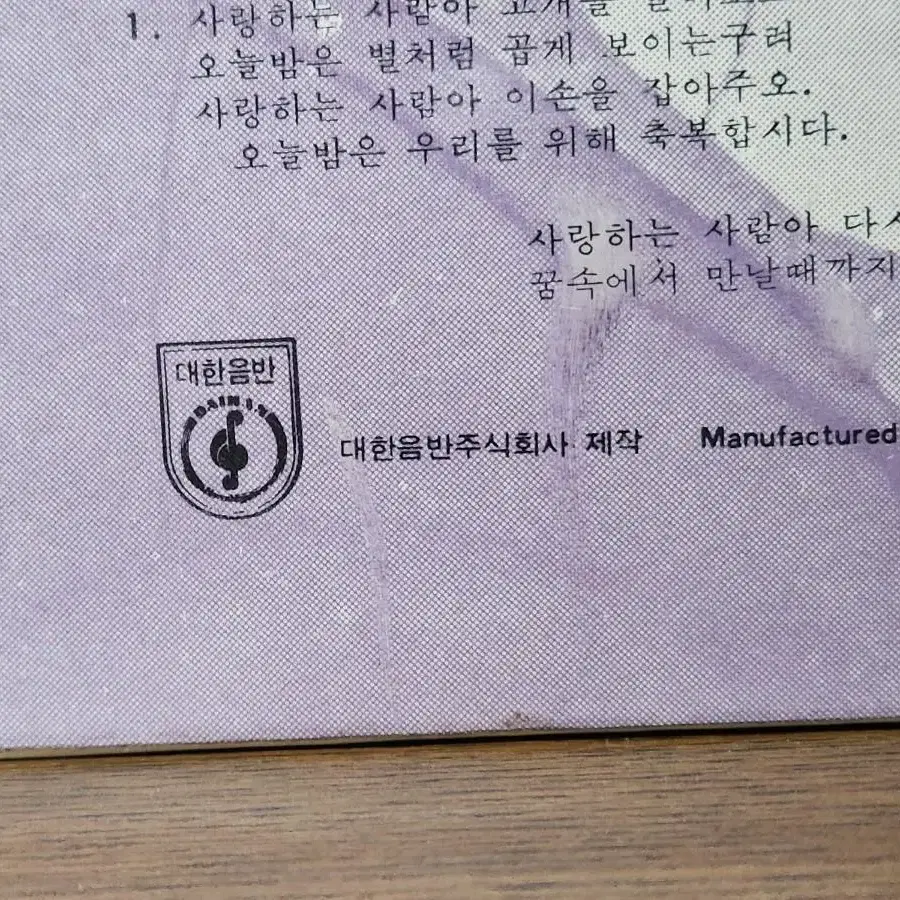 1. 사랑하는 사람아 고개를
오늘밤은 별처럼 꼽게 보이는구려
사랑하는 사람아 이손을 잡아주오.
오늘밤은 우리를 위해 축복합시다.
사랑하는 사람아
꿈속에서 만날때까지
대한음반
대한음반주식회사 제작 Manufactured